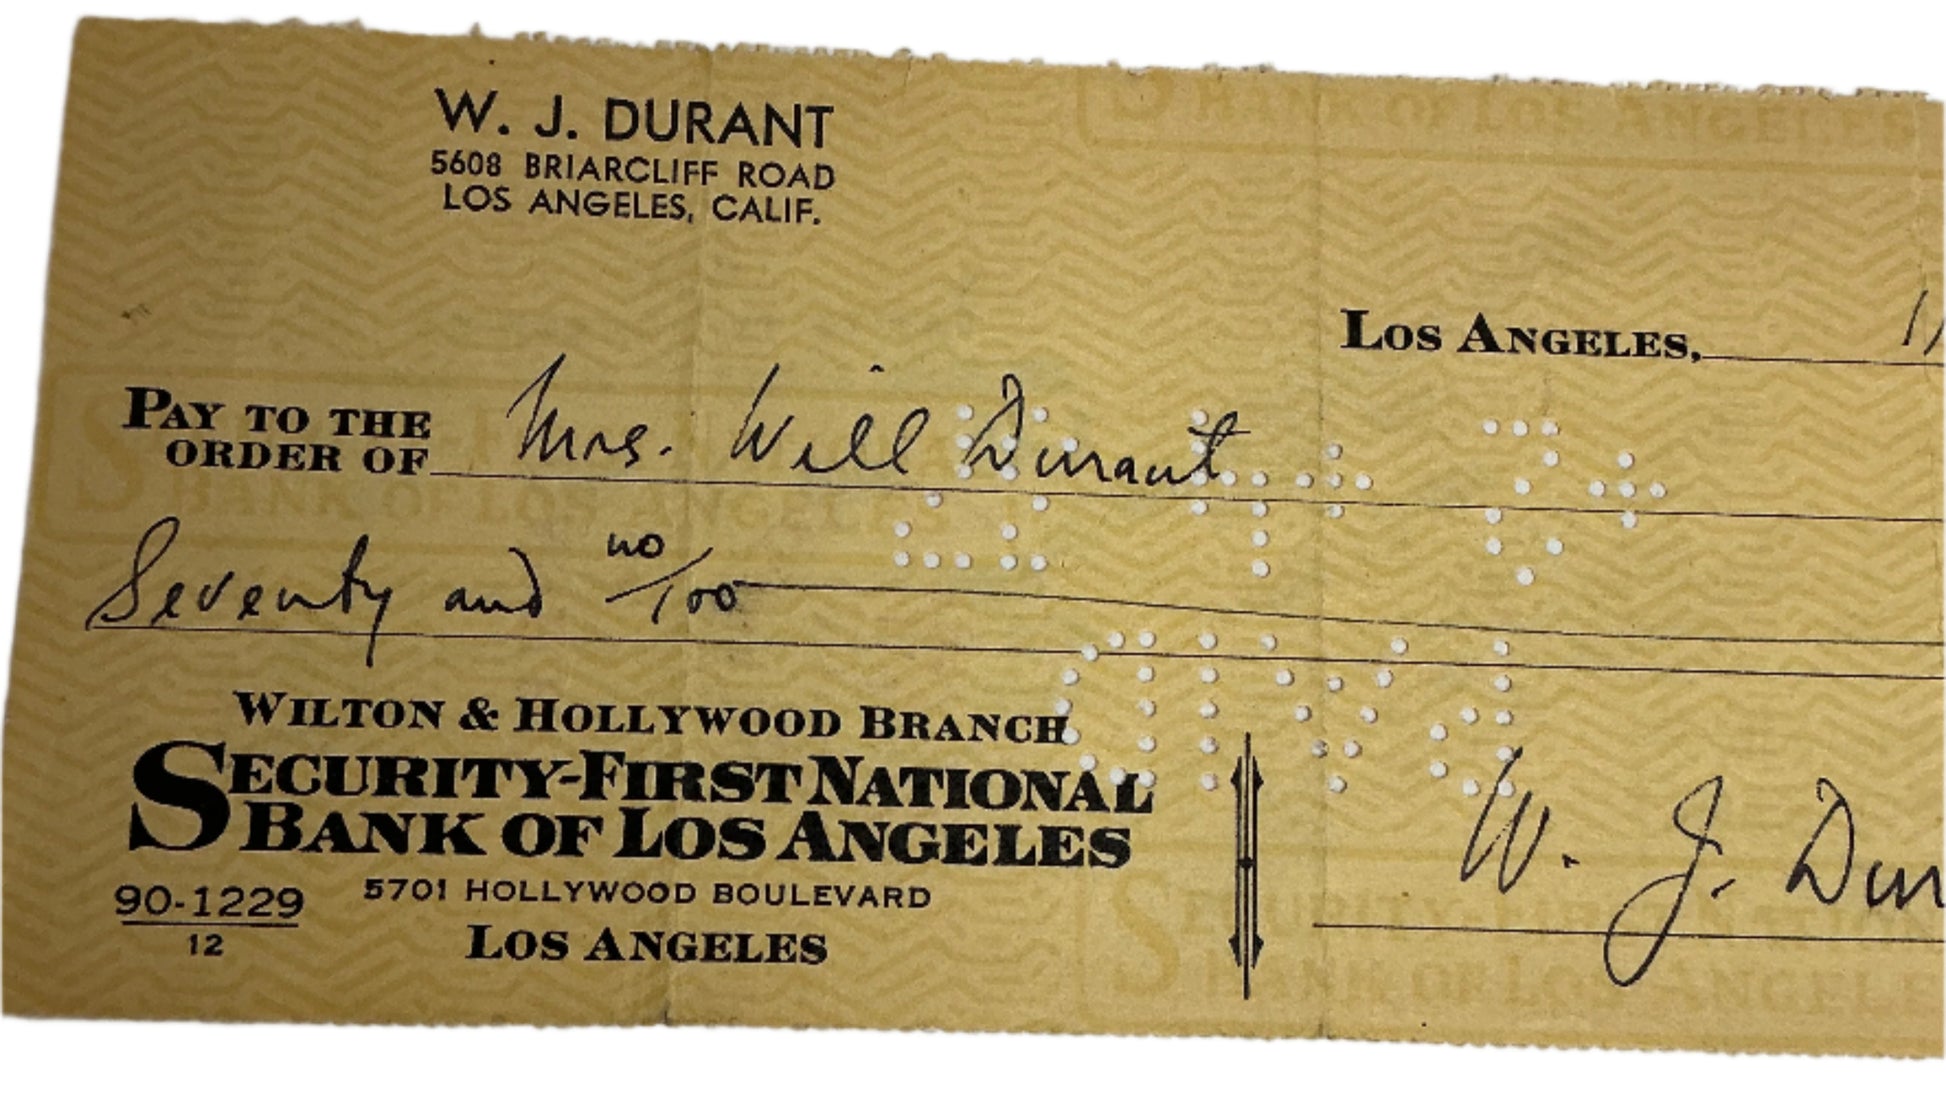 W. J. DURANT
5608 BRIARCLIFF ROAD
LOS ANGELES, CALIF.
LOS ANGELES,
PAY TO THE ORDER OF Mrs. Will Durant
Seventy and no/100
WILTON & HOLLYWOOD BRANCH
SECURITY-FIRST NATIONAL
BANK OF LOS ANGELES
90-1229
12
5701 HOLLYWOOD BOULEVARD
LOS ANGELES
W. J. Dur